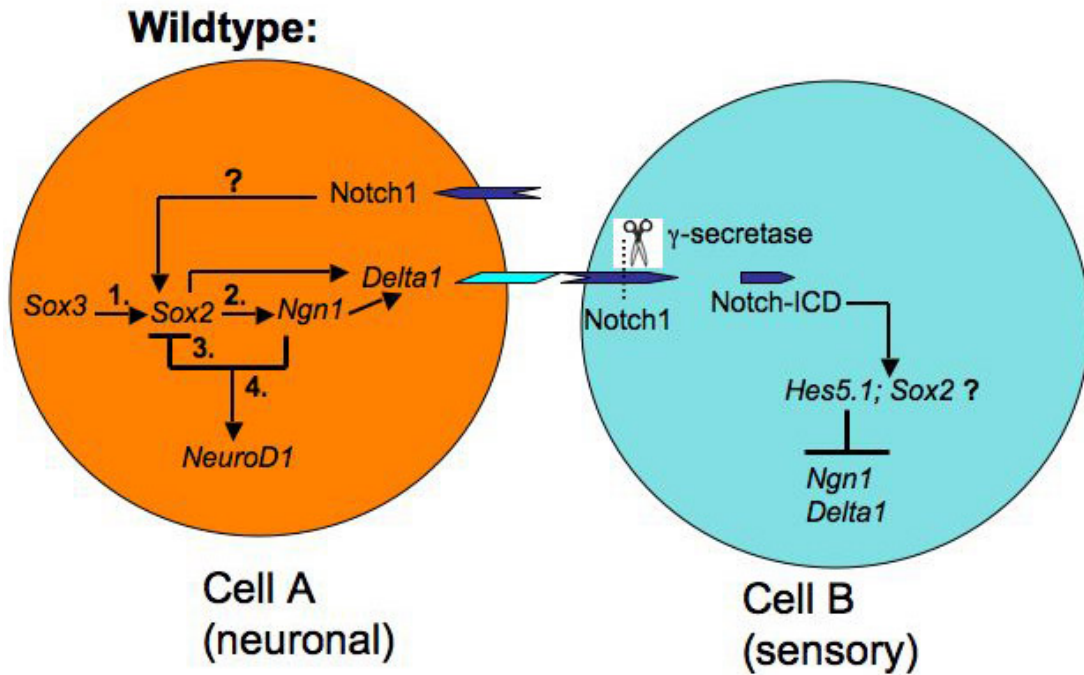 Wildtype:
?
Notch1
γ-secretase
Delta1
Sox3
1.
Sox2
2.
Ngn1
Notch1
Notch-ICD
3.
4.
Hes5.1; Sox2 ?
NeuroD1
Ngn1
Delta1
Cell A
(neuronal)
Cell B
(sensory)